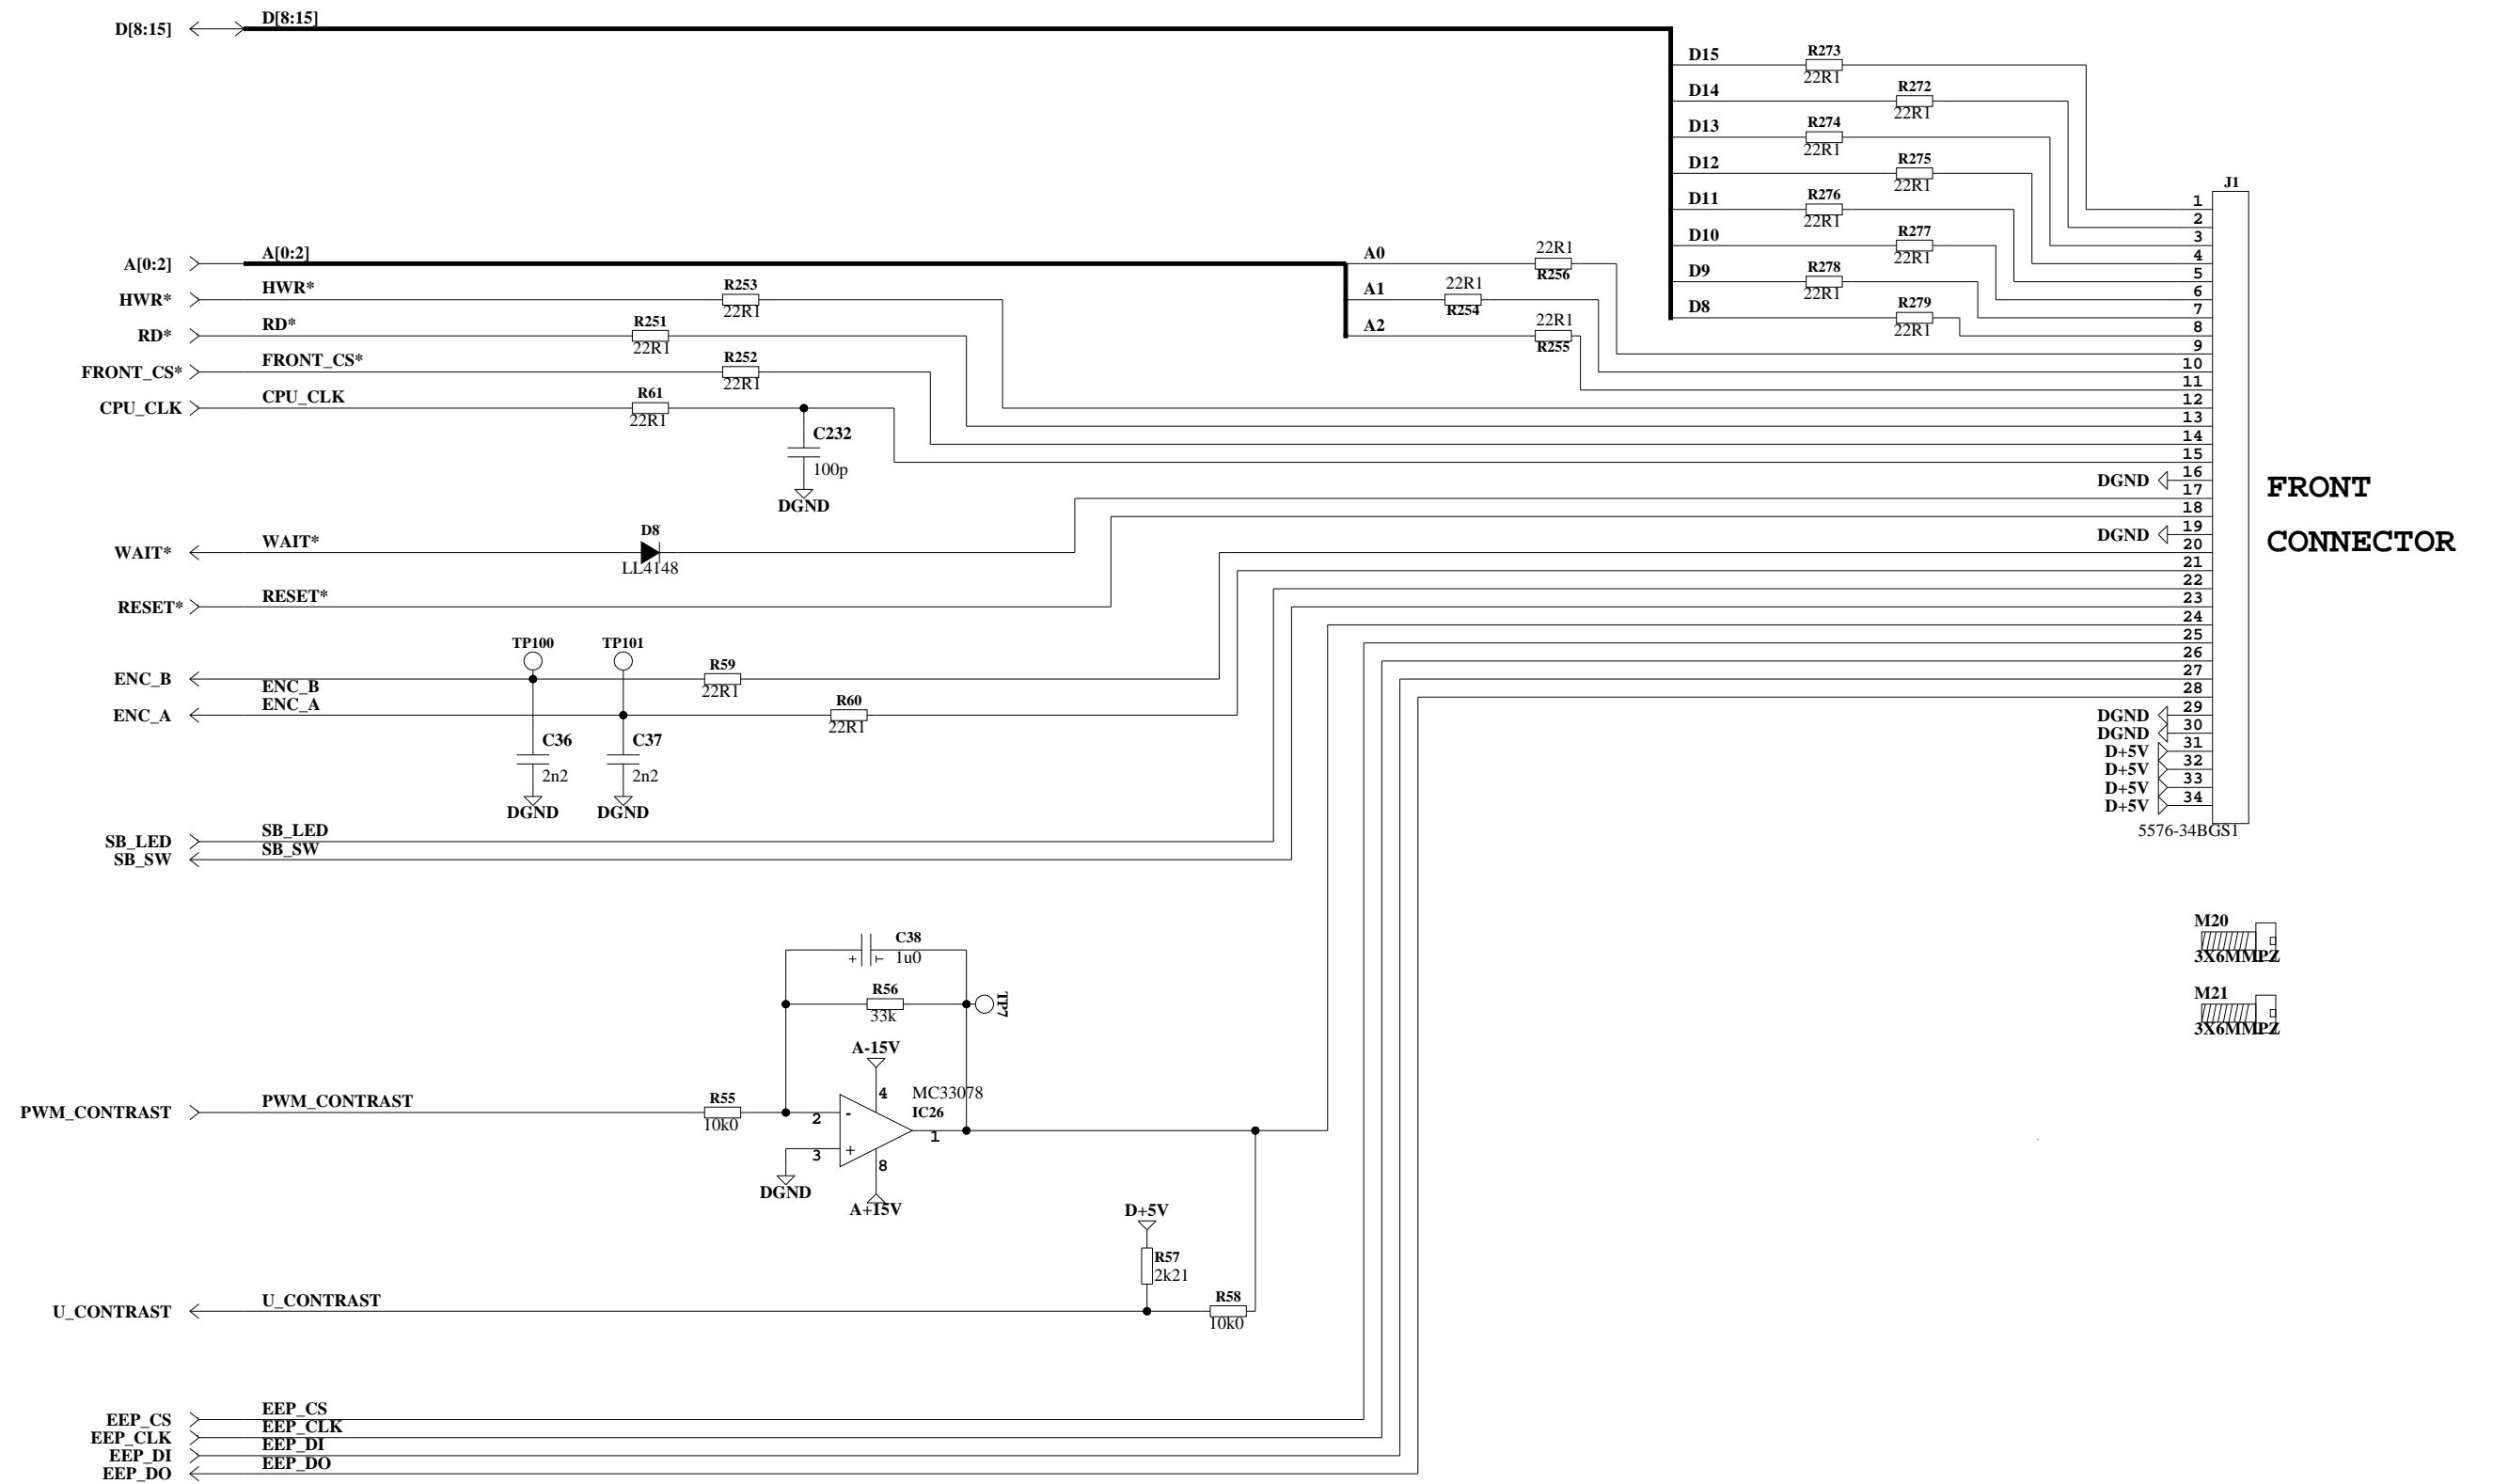 D[8:15]
D[8:15]
D15
R273
22R1
D14
R272
22R1
D13
R274
22R1
D12
R275
22R1
D11
R276
22R1
D10
R277
22R1
D9
R278
22R1
D8
R279
22R1
J1
1
2
3
4
5
6
7
8
9
10
11
12
13
14
15
16
17
18
19
20
21
22
23
24
25
26
27
28
29
30
31
32
33
34
DGND
DGND
DGND
DGND
D+5V
D+5V
D+5V
D+5V
5576-34BGS1
FRONT
CONNECTOR
A[0:2]
A[0:2]
A0
22R1
R256
A1
22R1
R254
A2
22R1
R255
HWR*
HWR*
R253
22R1
RD*
RD*
R251
22R1
FRONT_CS*
FRONT_CS*
R252
22R1
CPU_CLK
CPU_CLK
R61
22R1
C232
100p
DGND
WAIT*
WAIT*
D8
LL4148
RESET*
RESET*
TP100
TP101
ENC_B
ENC_B
R59
22R1
ENC_A
ENC_A
R60
22R1
C36
2n2
DGND
C37
2n2
DGND
SB_LED
SB_LED
SB_SW
SB_SW
M20
3X6MMPZ
M21
3X6MMPZ
C38
+
1u0
R56
33k
TP7
A-15V
4
MC33078
IC26
PWM_CONTRAST
PWM_CONTRAST
R55
10k0
2
-
1
3
+
8
DGND
A+15V
D+5V
R57
2k21
U_CONTRAST
U_CONTRAST
R58
10k0
EEP_CS
EEP_CS
EEP_CLK
EEP_CLK
EEP_DI
EEP_DI
EEP_DO
EEP_DO